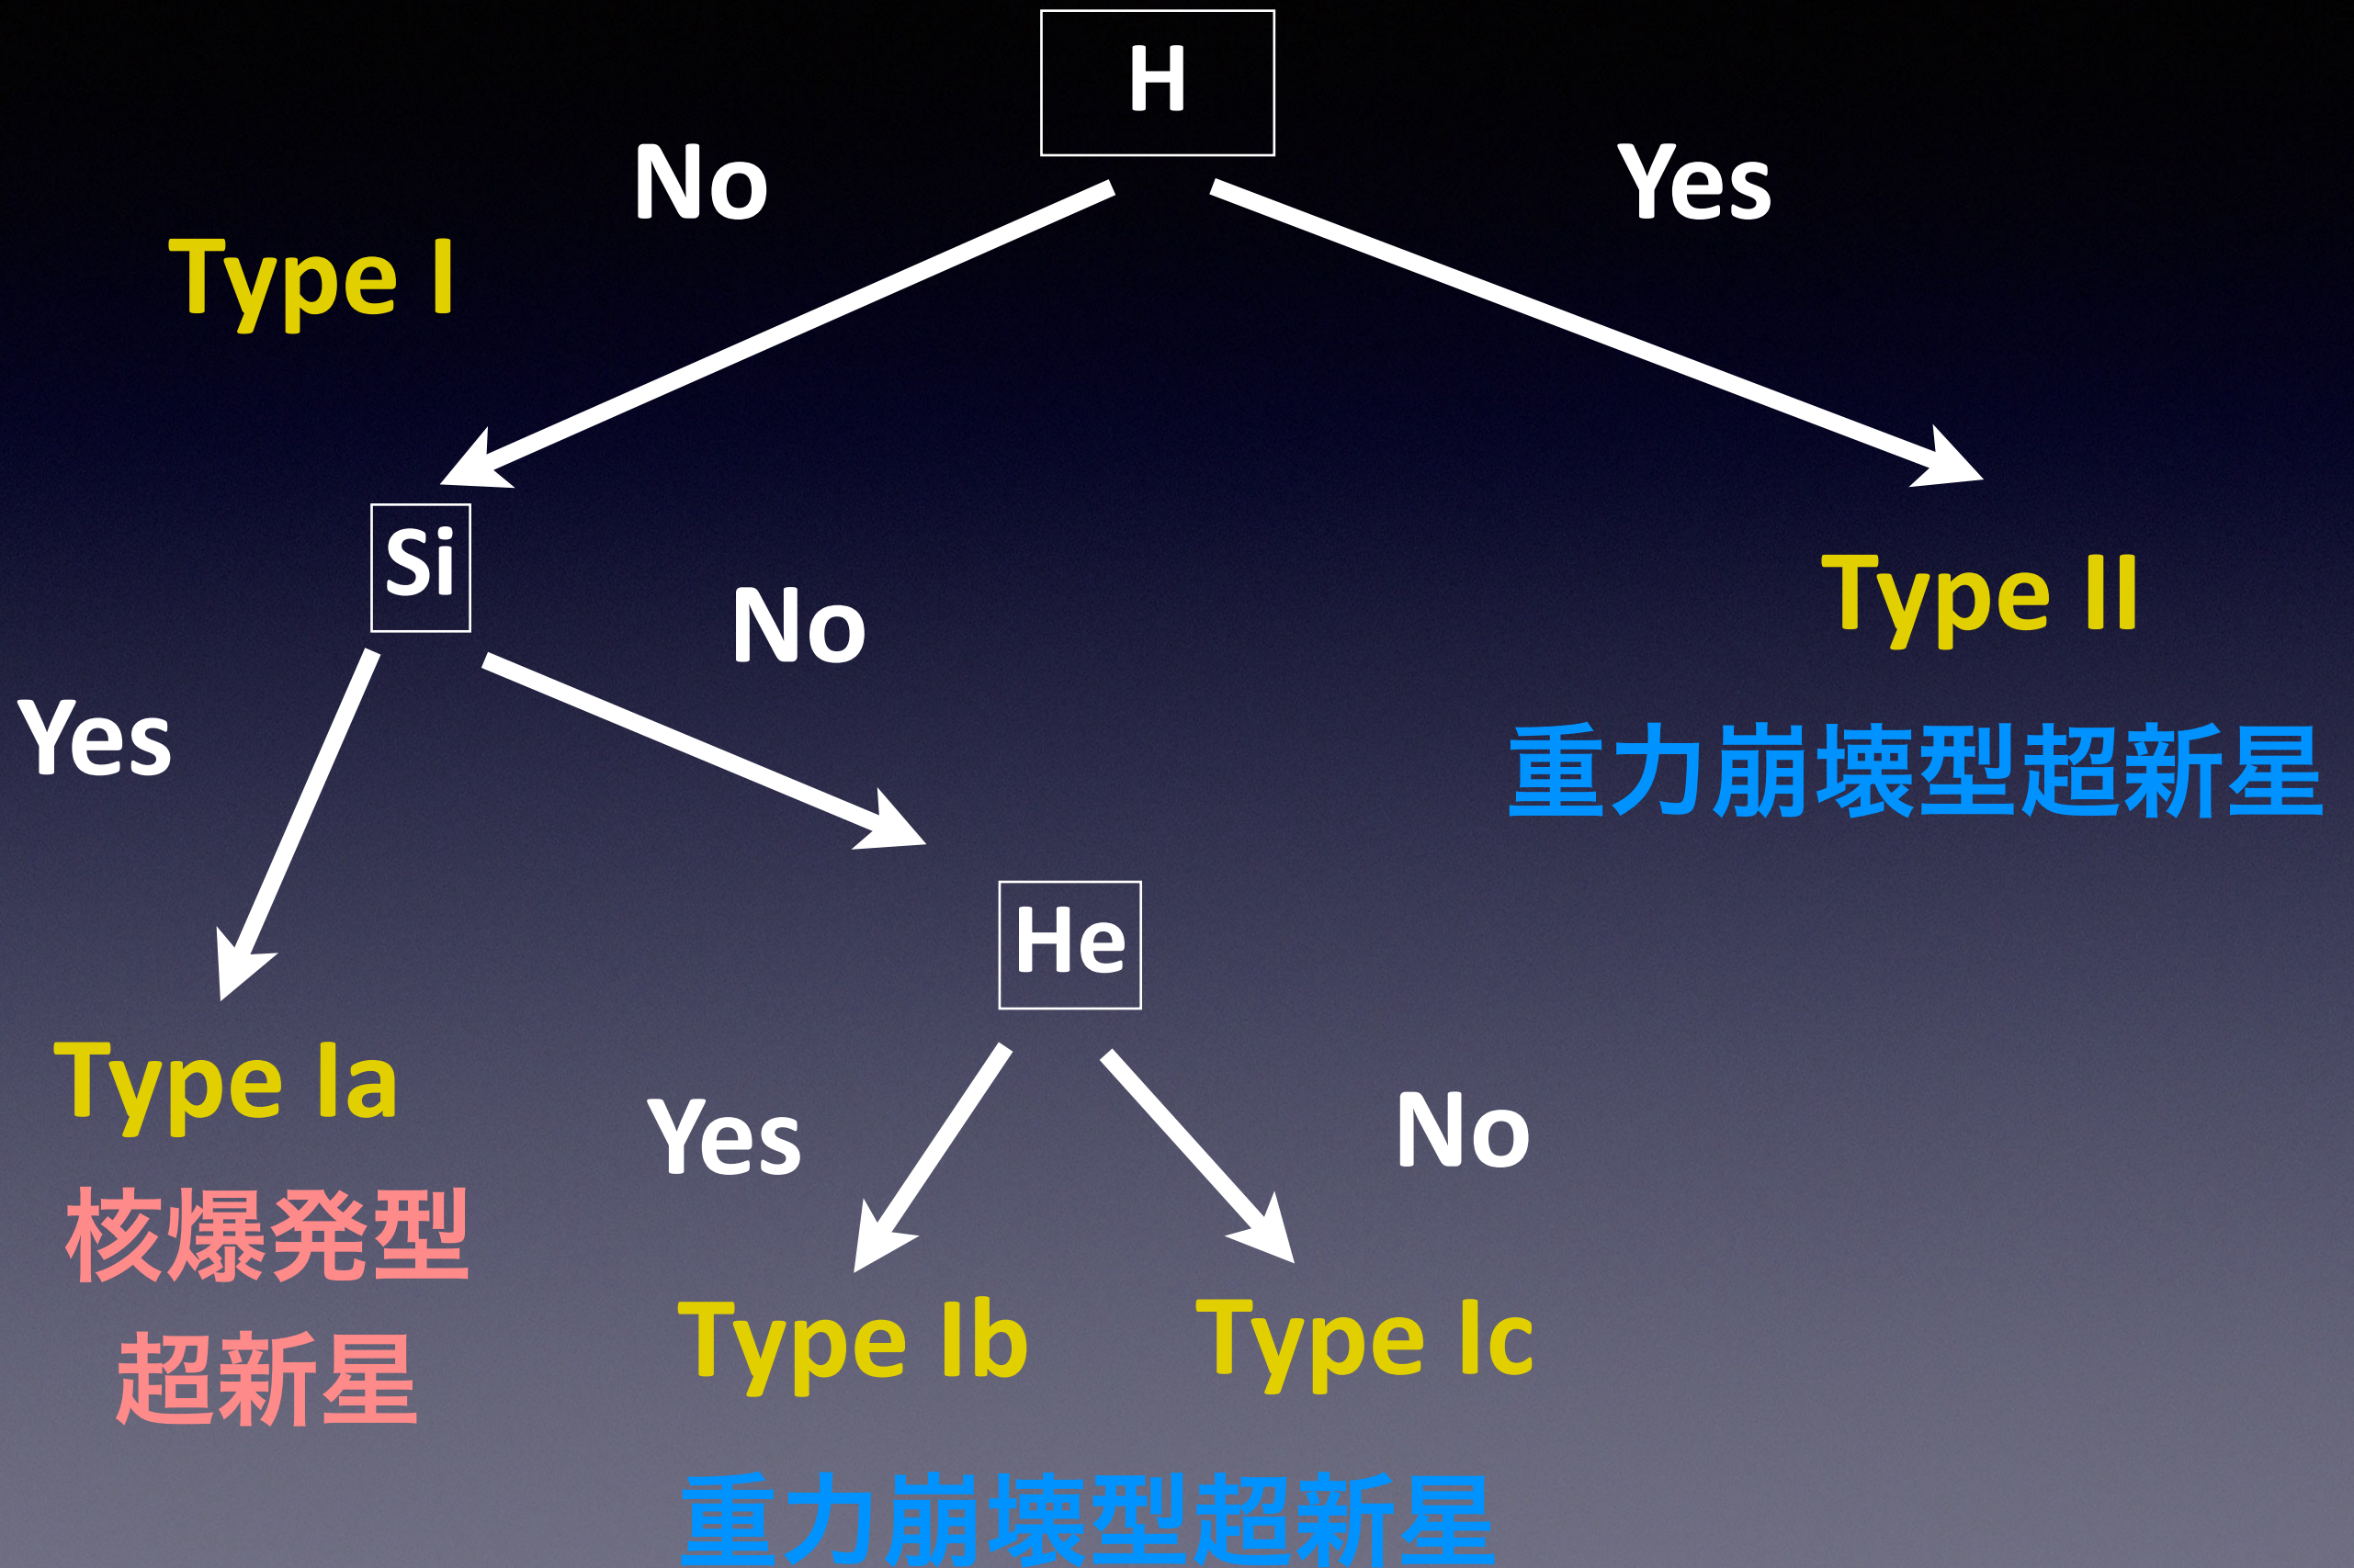 H
No
Yes
Type I
Si
No
Type II
Yes
重力崩壊型超新星
He
Type Ia
Yes
No
核爆発型
超新星
Type Ib
Type Ic
重力崩壊型超新星